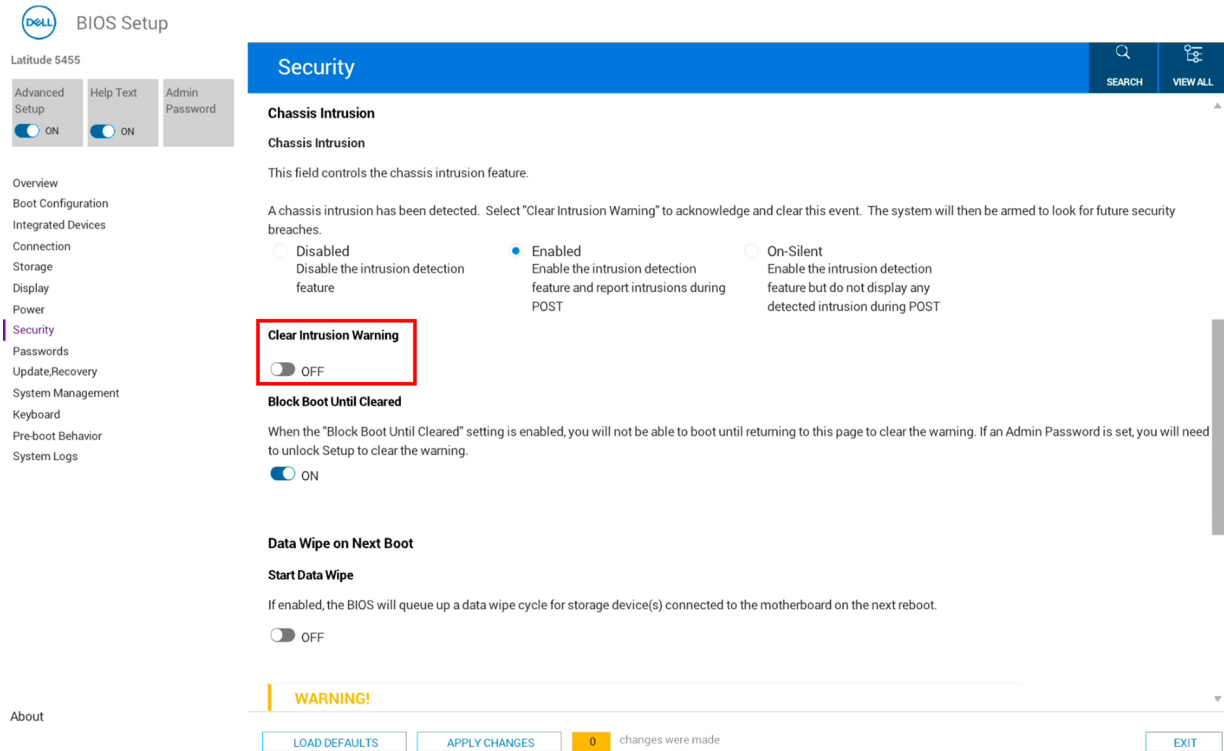 DELL
BIOS Setup
Latitude 5455
Advanced Setup
ON
Help Text
ON
Admin Password
Overview
Boot Configuration
Integrated Devices
Connection
Storage
Display
Power
Security
Passwords
Update,Recovery
System Management
Keyboard
Pre-boot Behavior
System Logs
About
Security
SEARCH
VIEW ALL
Chassis Intrusion
Chassis Intrusion
This field controls the chassis intrusion feature.
A chassis intrusion has been detected.  Select "Clear Intrusion Warning" to acknowledge and clear this event.  The system will then be armed to look for future security
breaches.
Disabled
Disable the intrusion detection
feature
Enabled
Enable the intrusion detection
feature and report intrusions during
POST
On-Silent
Enable the intrusion detection
feature but do not display any
detected intrusion during POST
Clear Intrusion Warning
OFF
Block Boot Until Cleared
When the "Block Boot Until Cleared" setting is enabled, you will not be able to boot until returning to this page to clear the warning. If an Admin Password is set, you will need
to unlock Setup to clear the warning.
ON
Data Wipe on Next Boot
Start Data Wipe
If enabled, the BIOS will queue up a data wipe cycle for storage device(s) connected to the motherboard on the next reboot.
OFF
WARNING!
LOAD DEFAULTS
APPLY CHANGES
0
changes were made
EXIT